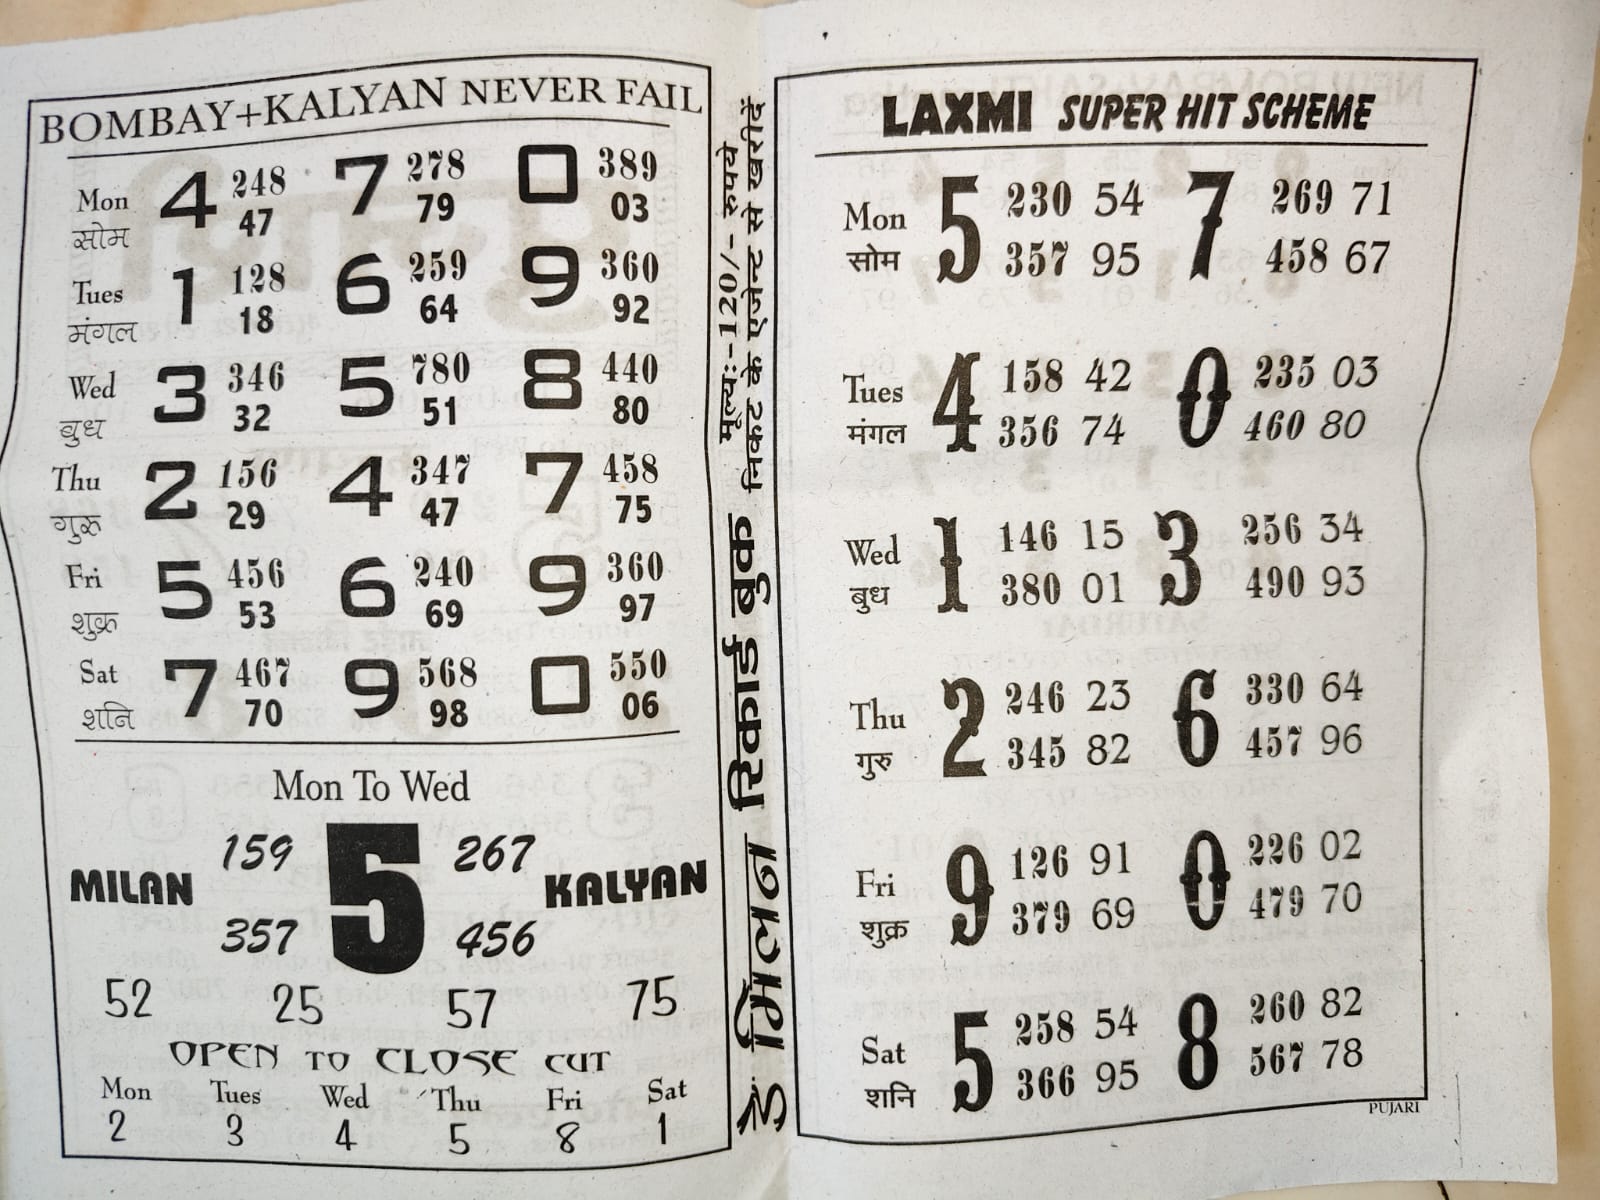 BOMBAY+KALYAN NEVER FAIL
Mon 4 248 7 278 0 389
सोम 47 79 03
Tues 1 128 6 259 9 360
मंगल 18 64 92
Wed 3 346 5 780 8 440
बुध 32 51 80
Thu 2 156 4 347 7 458
गुरु 29 47 75
Fri 5 456 6 240 9 360
शुक्र 53 69 97
Sat 7 467 9 568 0 550
शनि 70 98 06
Mon To Wed
159 5 267
MILAN KALYAN
357 456
52 25 57 75
OPEN TO CLOSE CUT
Mon Tues Wed Thu Fri Sat
2 3 4 5 8 1
रिकार्ड बुक निकट के एजेन्ट से खरीदें
मूल्य:-120/- रुपये
LAXMI SUPER HIT SCHEME
Mon 5 230 54 7 269 71
सोम 357 95 458 67
Tues 4 158 42 0 235 03
मंगल 356 74 460 80
Wed 1 146 15 3 256 34
बुध 380 01 490 93
Thu 2 246 23 6 330 64
गुरु 345 82 457 96
Fri 9 126 91 0 226 02
शुक्र 379 69 479 70
Sat 5 258 54 8 260 82
शनि 366 95 567 78
PUJARI